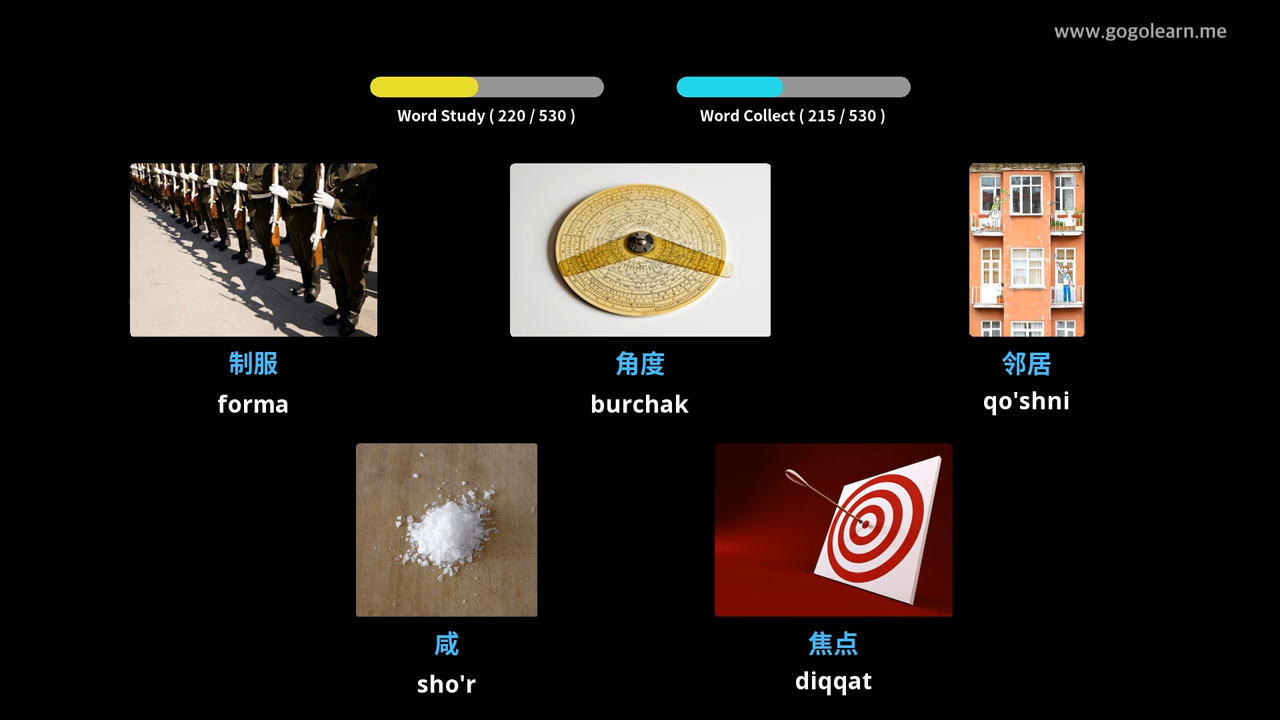 www.gogolearn.me
Word Study ( 220 / 530 )
Word Collect ( 215 / 530 )
制服
forma
角度
burchak
邻居
qo'shni
咸
sho'r
焦点
diqqat